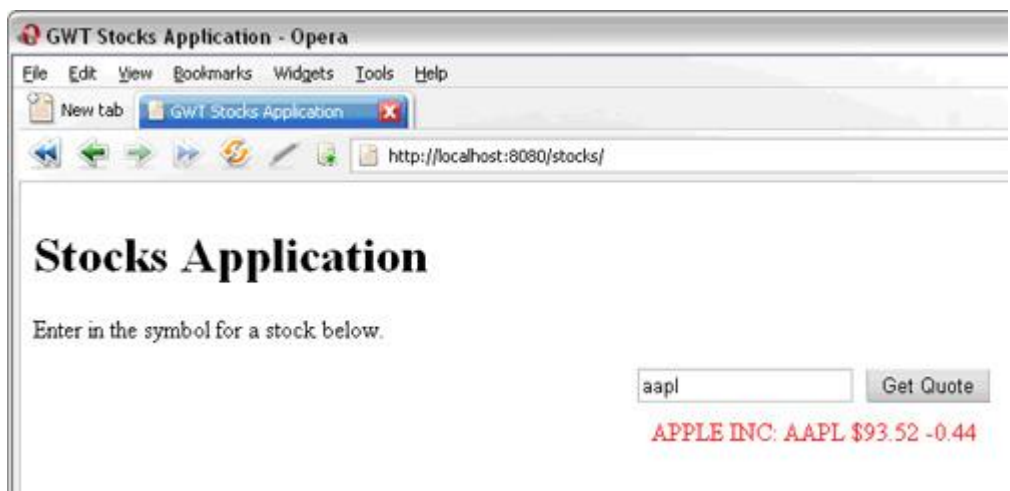 GWT Stocks Application - Opera
File Edit View Bookmarks Widgets Tools Help
New tab GWT Stocks Application
http://localhost:8080/stocks/
Stocks Application
Enter in the symbol for a stock below.
aapl Get Quote
APPLE INC: AAPL $93.52 -0.44